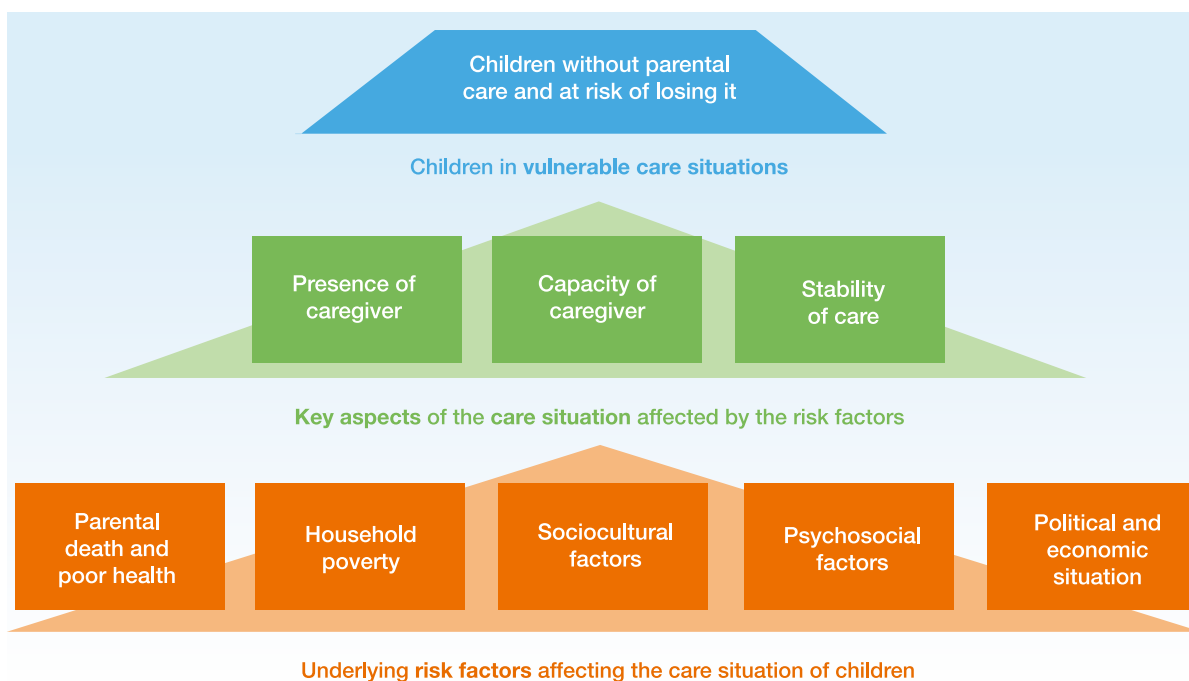 Children without parental
care and at risk of losing it
Children in vulnerable care situations
Presence of
caregiver
Capacity of
caregiver
Stability
of care
Key aspects of the care situation affected by the risk factors
Parental
death and
poor health
Household
poverty
Sociocultural
factors
Psychosocial
factors
Political and
economic
situation
Underlying risk factors affecting the care situation of children